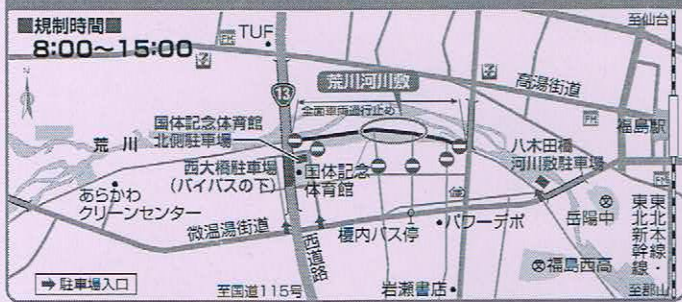 ■規制時間■
8:00〜15:00
TUF
至仙台
13
荒川河川敷
全面車両通行止め
高湯街道
福島駅
国体記念体育館
北側駐車場
荒川
西大橋駐車場
(バイパスの下)
国体記念
体育館
八木田橋
河川敷駐車場
あらかわ
クリーンセンター
微温湯街道
西道路
榎内バス停
パワーデポ
岳陽中
東北本線・
東北新幹線
福島西高
➡駐車場入口
至国道115号
岩瀬書店
至郡山